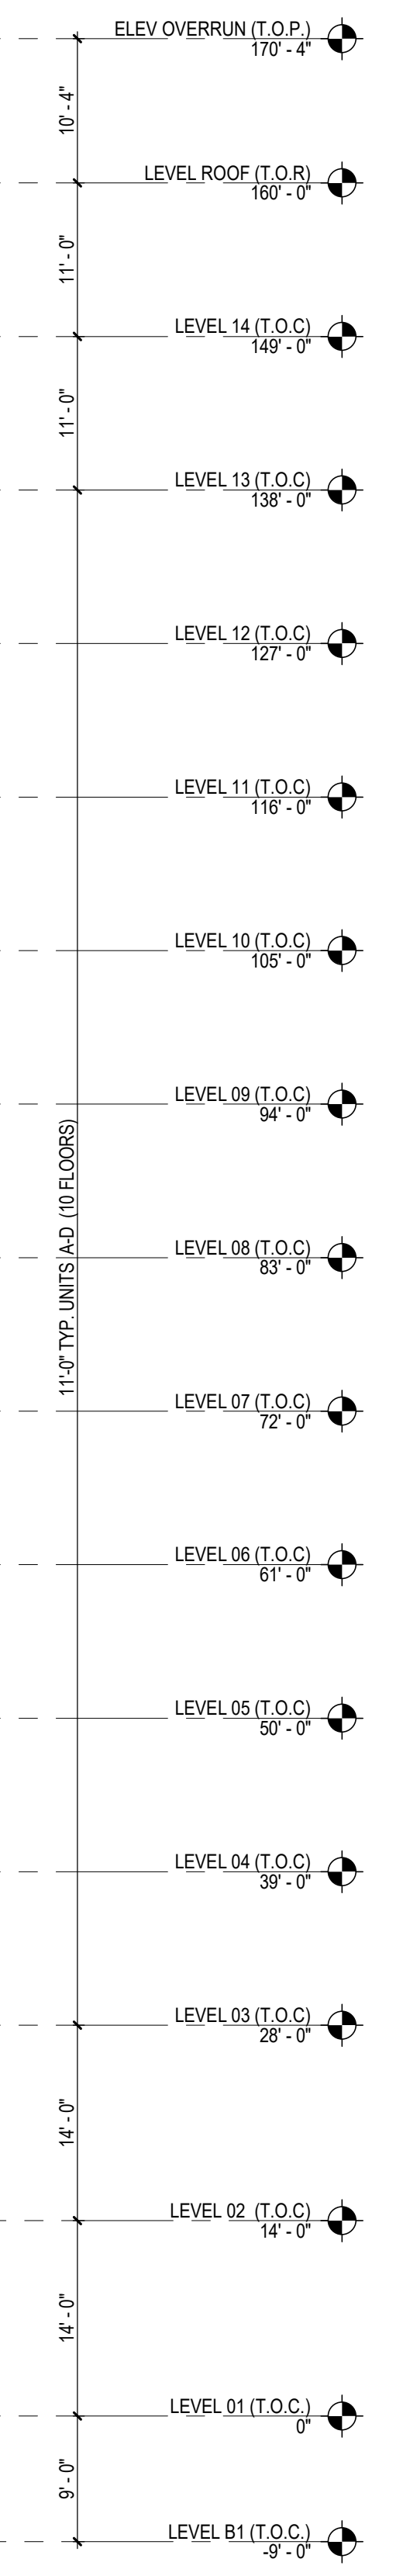 ELEV OVERRUN (T.O.P.)
170' - 4"
10' - 4"
LEVEL ROOF (T.O.R)
160' - 0"
11' - 0"
LEVEL 14 (T.O.C)
149' - 0"
11' - 0"
LEVEL 13 (T.O.C)
138' - 0"
LEVEL 12 (T.O.C)
127' - 0"
LEVEL 11 (T.O.C)
116' - 0"
LEVEL 10 (T.O.C)
105' - 0"
LEVEL 09 (T.O.C)
94' - 0"
11'-0" TYP. UNITS A-D (10 FLOORS)
LEVEL 08 (T.O.C)
83' - 0"
LEVEL 07 (T.O.C)
72' - 0"
LEVEL 06 (T.O.C)
61' - 0"
LEVEL 05 (T.O.C)
50' - 0"
LEVEL 04 (T.O.C)
39' - 0"
LEVEL 03 (T.O.C)
28' - 0"
14' - 0"
LEVEL 02 (T.O.C)
14' - 0"
14' - 0"
LEVEL 01 (T.O.C.)
0"
9' - 0"
LEVEL B1 (T.O.C.)
-9' - 0"